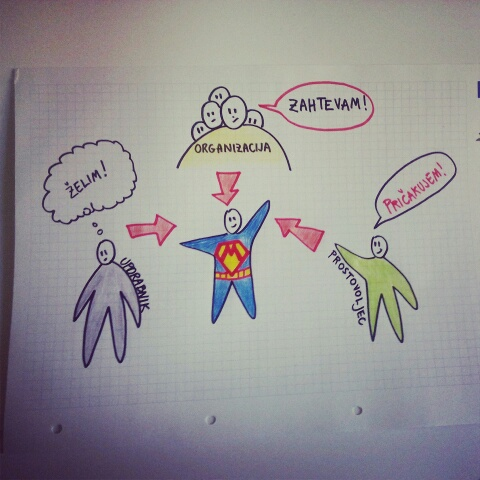 ZAHTEVAM!
ORGANIZACIJA
ŽELIM!
PRIČAKUJEM!
UPORABNIK
M
PROSTOVOLJEC